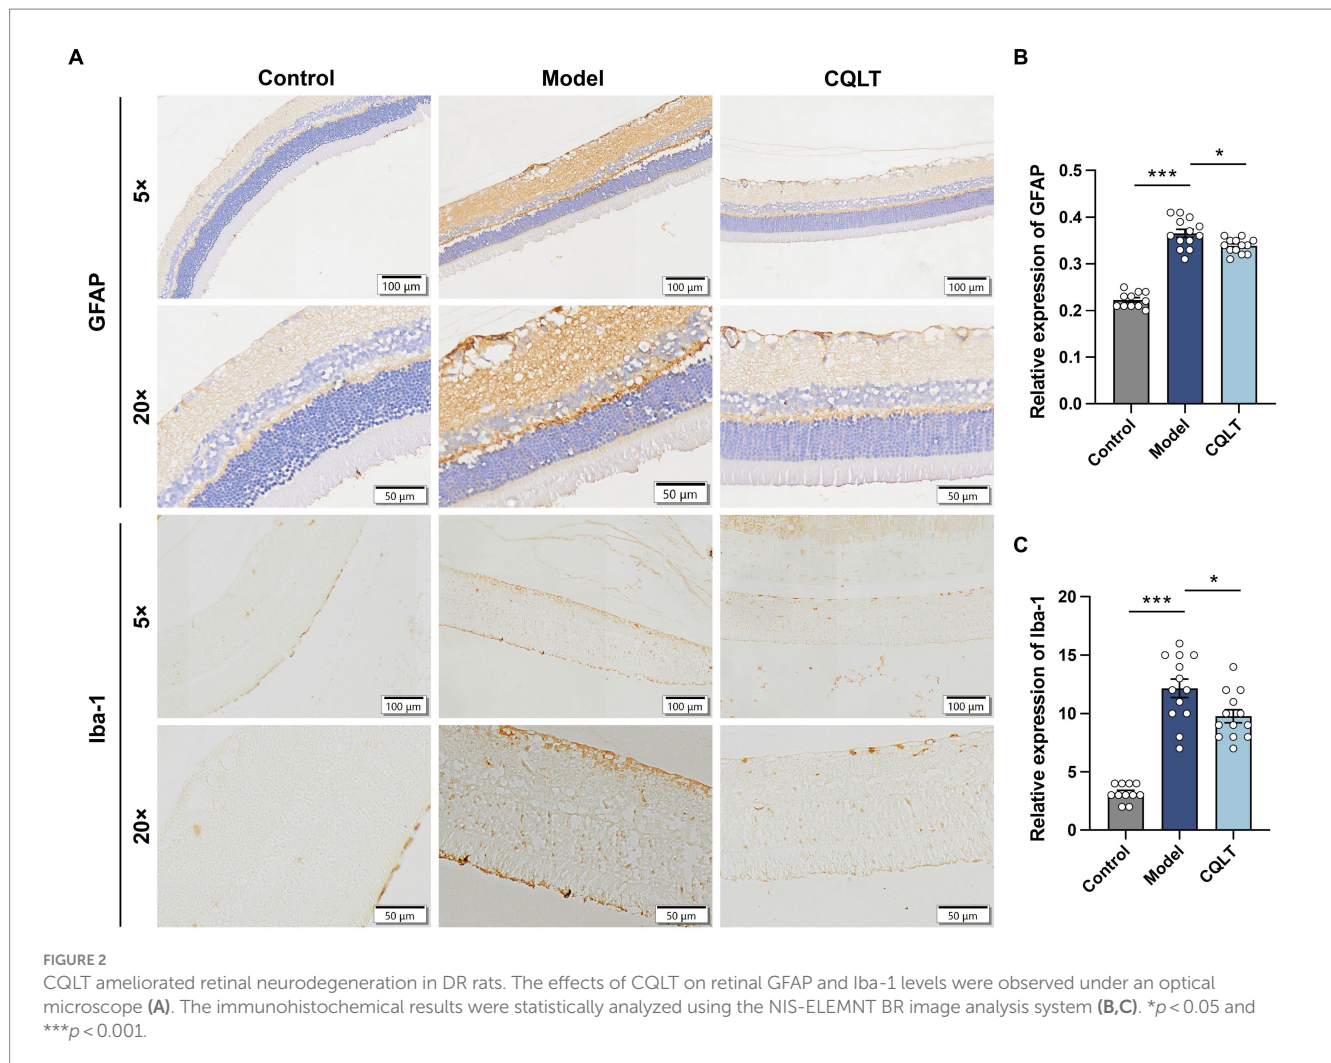 A
Control Model CQLT
GFAP
5×
100 µm
100 µm
100 µm
20×
50 µm
50 µm
50 µm
Iba-1
5×
100 µm
100 µm
100 µm
20×
50 µm
50 µm
50 µm
B
Relative expression of GFAP
0.5
0.4
0.3
0.2
0.1
0.0
***
*
Control
Model
CQLT
C
Relative expression of Iba-1
20
15
10
5
0
***
*
Control
Model
CQLT
FIGURE 2
CQLT ameliorated retinal neurodegeneration in DR rats. The effects of CQLT on retinal GFAP and Iba-1 levels were observed under an optical
microscope (A). The immunohistochemical results were statistically analyzed using the NIS-ELEMNT BR image analysis system (B,C). *p < 0.05 and
***p < 0.001.